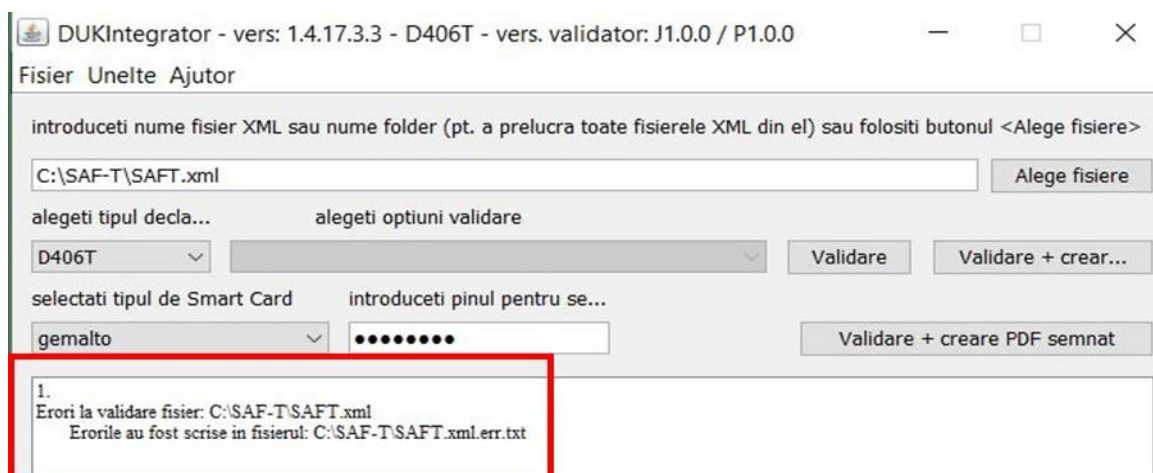 DUKIntegrator - vers: 1.4.17.3.3 - D406T - vers. validator: J1.0.0 / P1.0.0
Fisier Unelte Ajutor
introduceti nume fisier XML sau nume folder (pt. a prelucra toate fisierele XML din el) sau folositi butonul <Alege fisiere>
C:\SAF-T\SAFT.xml Alege fisiere
alegeti tipul decla... alegeti optiuni validare
D406T Validare Validare + crear...
selectati tipul de Smart Card introduceti pinul pentru se...
gemalto ●●●●●●●● Validare + creare PDF semnat
1.
Erori la validare fisier: C:\SAF-T\SAFT.xml
Erorile au fost scrise in fisierul: C:\SAF-T\SAFT.xml.err.txt